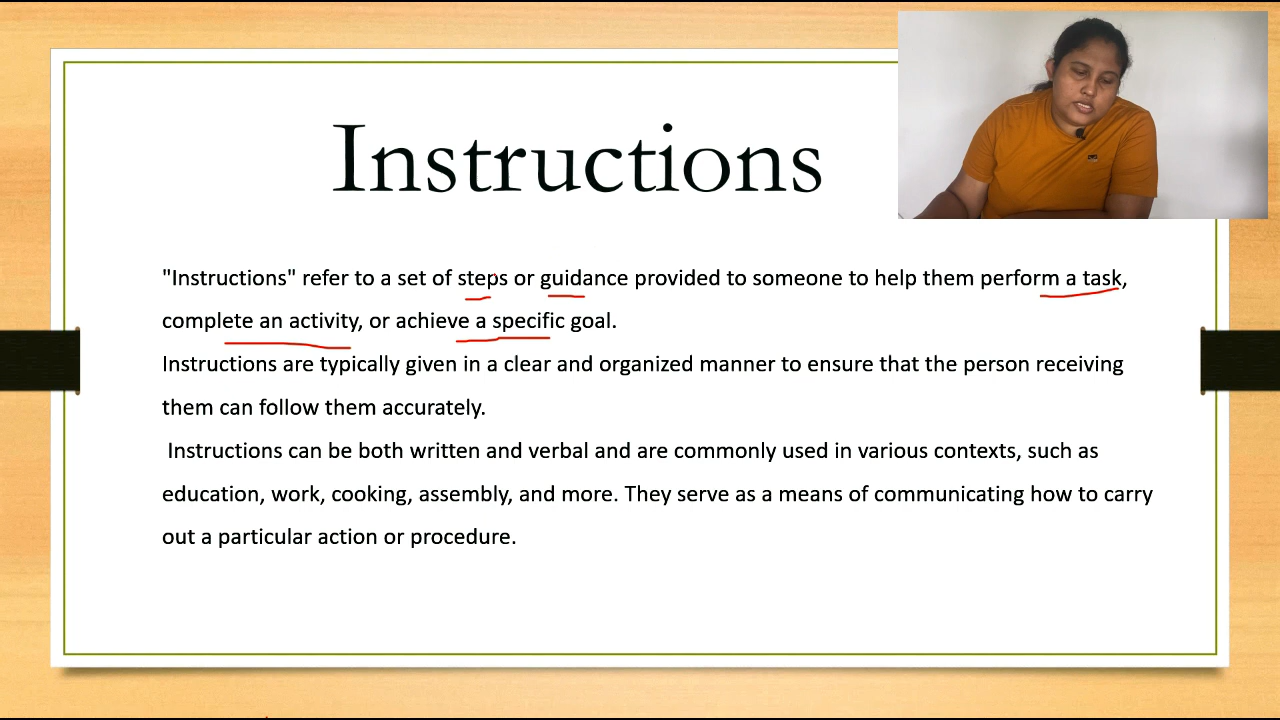 Instructions
"Instructions" refer to a set of steps or guidance provided to someone to help them perform a task,
complete an activity, or achieve a specific goal.
Instructions are typically given in a clear and organized manner to ensure that the person receiving
them can follow them accurately.
Instructions can be both written and verbal and are commonly used in various contexts, such as
education, work, cooking, assembly, and more. They serve as a means of communicating how to carry
out a particular action or procedure.